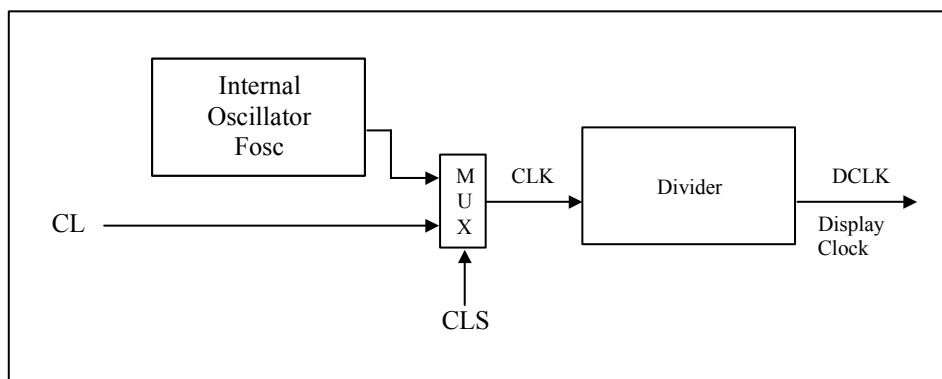 Internal
Oscillator
Fosc
M
U
X
CL
CLS
CLK
Divider
DCLK
Display
Clock